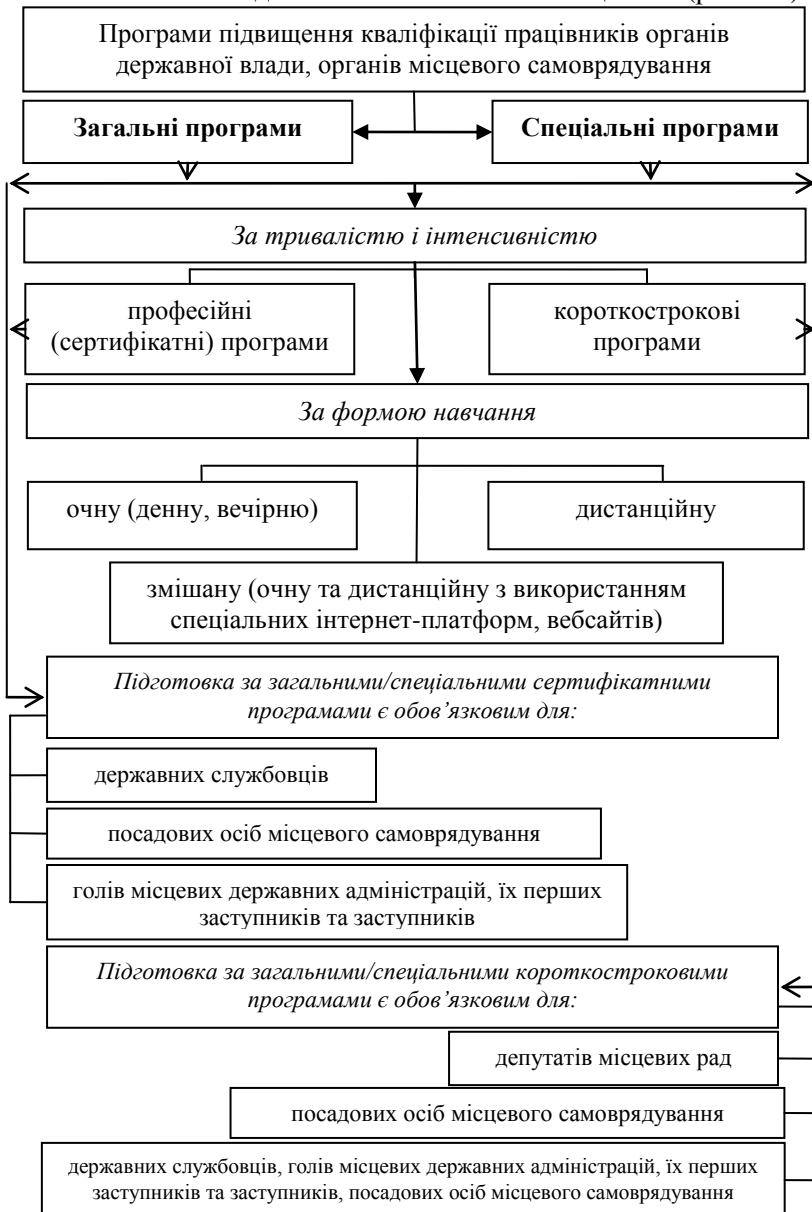 Програми підвищення кваліфікації працівників органів
державної влади, органів місцевого самоврядування
Загальні програми
Спеціальні програми
За тривалістю і інтенсивністю
професійні
(сертифікатні) програми
короткострокові
програми
За формою навчання
очну (денну, вечірню)
дистанційну
змішану (очну та дистанційну з використанням
спеціальних інтернет-платформ, вебсайтів)
Підготовка за загальними/спеціальними сертифікатними
програмами є обов’язковим для:
державних службовців
посадових осіб місцевого самоврядування
голів місцевих державних адміністрацій, їх перших
заступників та заступників
Підготовка за загальними/спеціальними короткостроковими
програмами є обов’язковим для:
депутатів місцевих рад
посадових осіб місцевого самоврядування
державних службовців, голів місцевих державних адміністрацій, їх перших
заступників та заступників, посадових осіб місцевого самоврядування